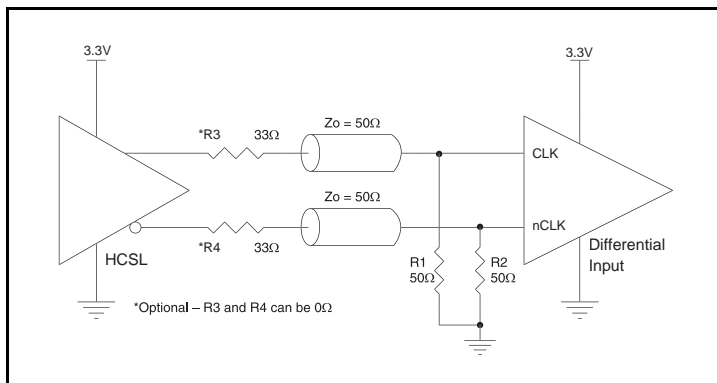 3.3V
3.3V
*R3
33Ω
Zo = 50Ω
CLK
Zo = 50Ω
nCLK
*R4
33Ω
HCSL
R1
50Ω
R2
50Ω
Differential
Input
*Optional – R3 and R4 can be 0Ω